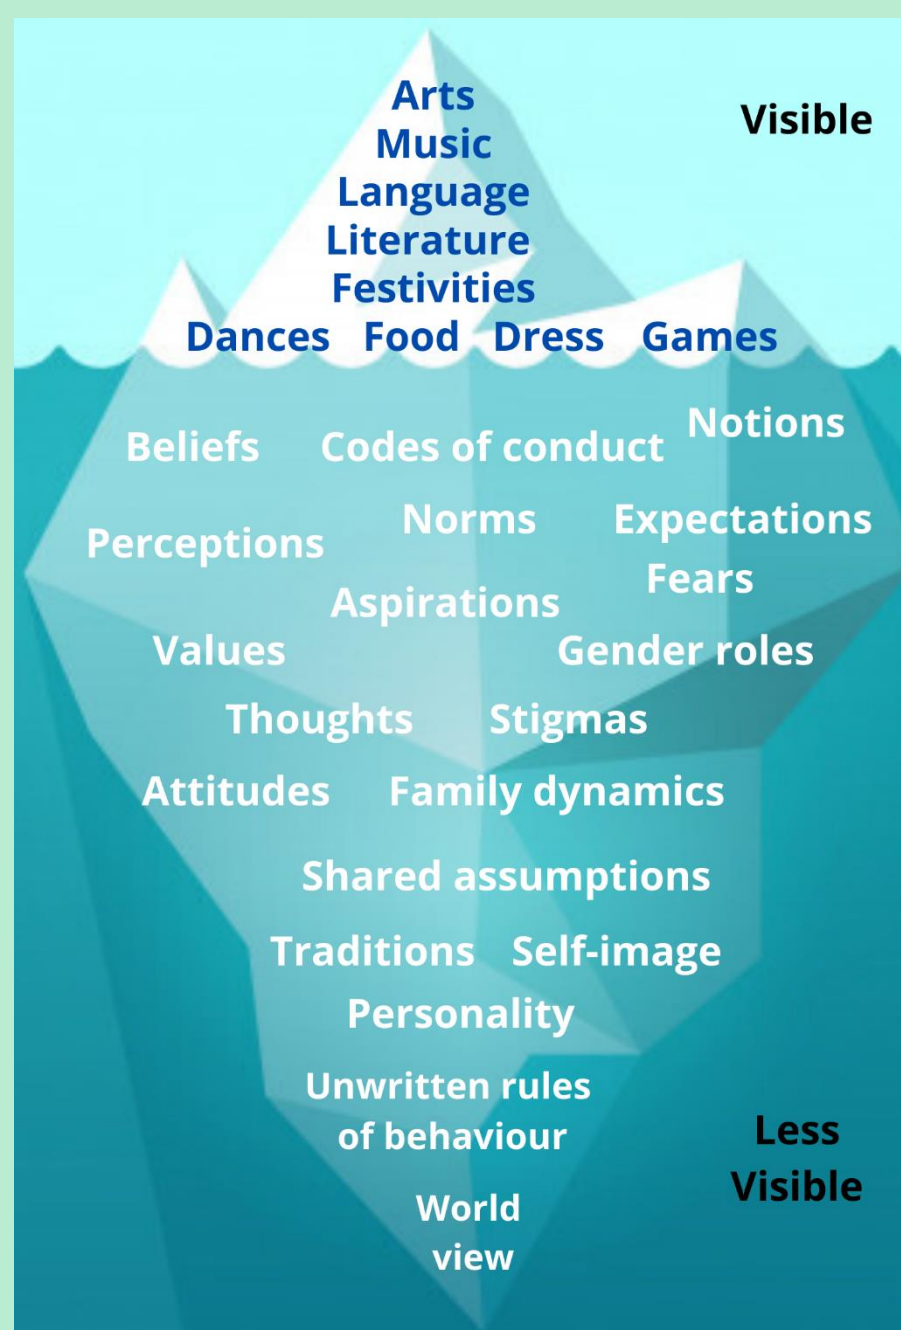 Arts
Visible
Music
Language
Literature
Festivities
Dances Food Dress Games
Notions
Beliefs Codes of conduct
Norms Expectations
Perceptions
Fears
Aspirations
Values Gender roles
Thoughts Stigmas
Attitudes Family dynamics
Shared assumptions
Traditions Self-image
Personality
Unwritten rules
of behaviour
Less
Visible
World
view